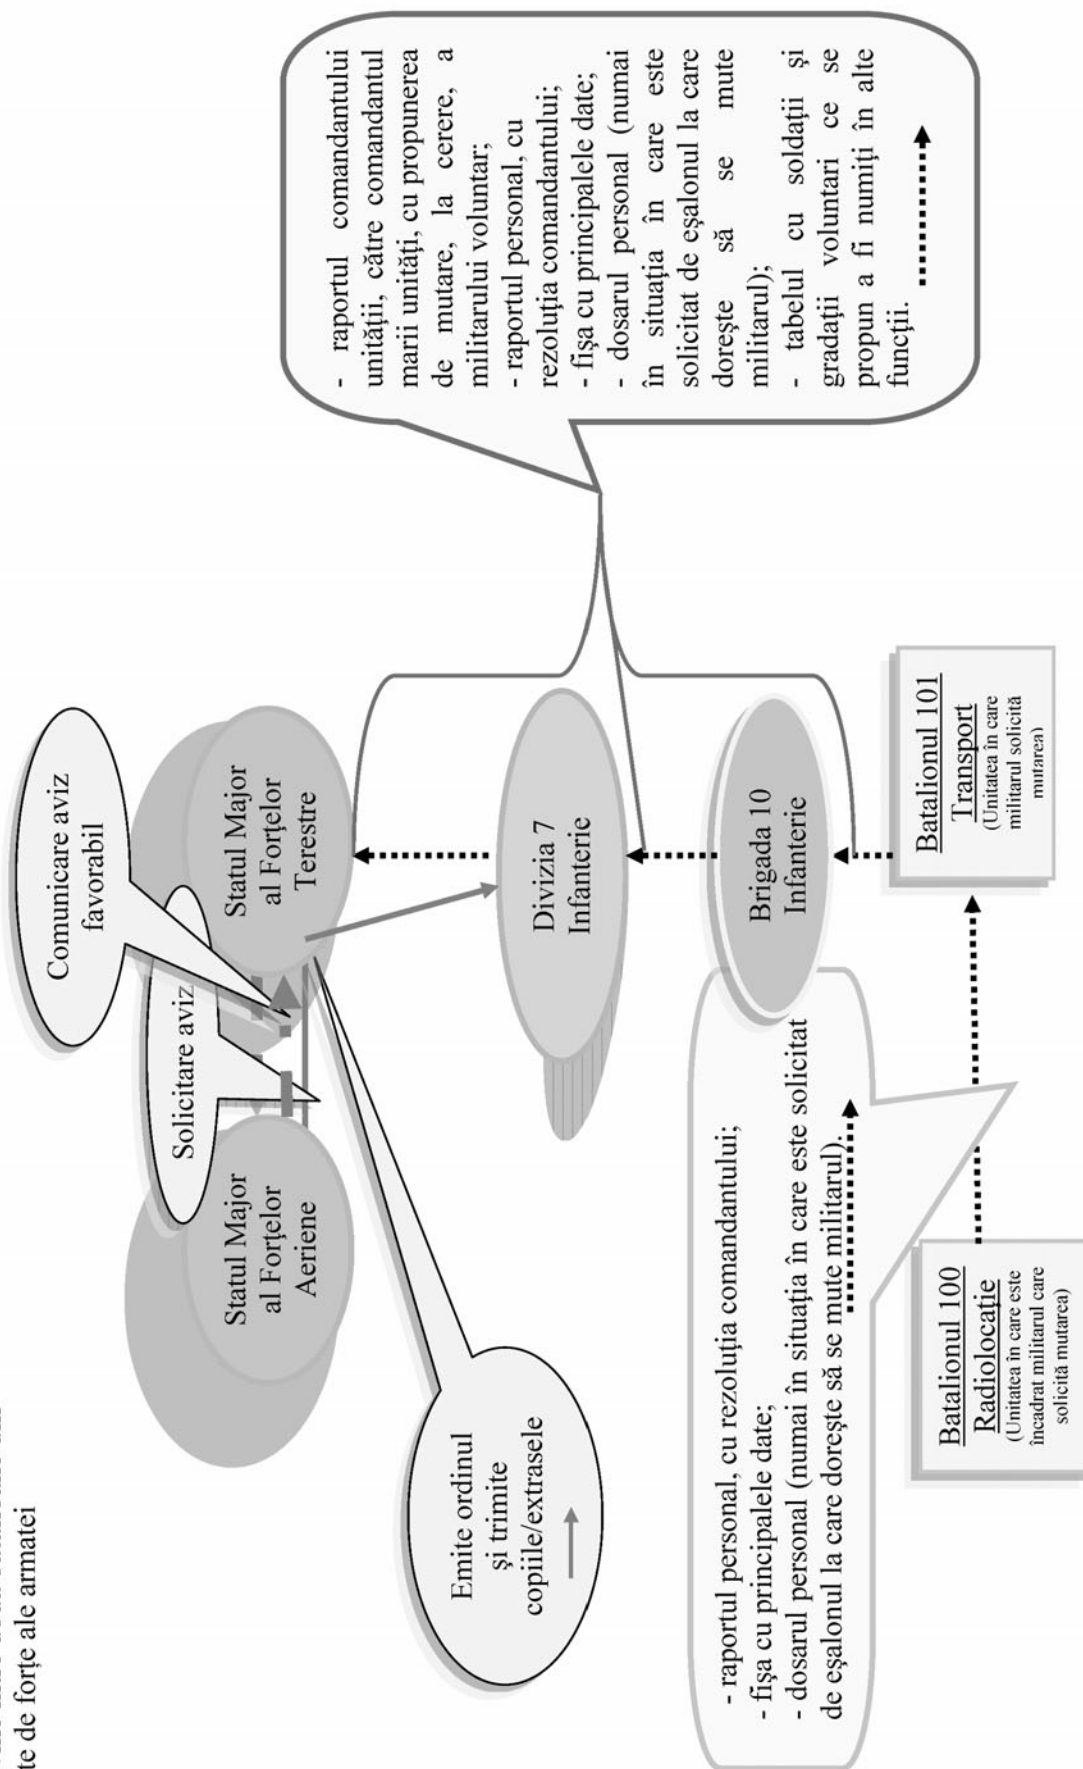 te de forțe ale armatei
Comunicare aviz
favorabil
Solicitare aviz
Statul Major
al Forțelor
Aeriene
Statul Major
al Forțelor
Terestre
Emite ordinul
și trimite
copiile/extrasele
Divizia 7
Infanterie
Brigada 10
Infanterie
- raportul personal, cu rezoluția comandantului;
- fișa cu principalele date;
- dosarul personal (numai în situația în care este solicitat
de eșalonul la care dorește să se mute militarul).
Batalionul 100
Radiolocație
(Unitatea în care este
încadrat militarul care
solicită mutarea)
Batalionul 101
Transport
(Unitatea în care
militarul solicită
mutarea)
- raportul comandantului
unității, către comandantul
marii unități, cu propunerea
de mutare, la cerere, a
militarului voluntar;
- raportul personal, cu
rezoluția comandantului;
- fișa cu principalele date;
- dosarul personal (numai
în situația în care este
solicitat de eșalonul la care
dorește să se mute
militarul);
- tabelul cu soldații și
gradații voluntari ce se
propun a fi numiți în alte
funcții.